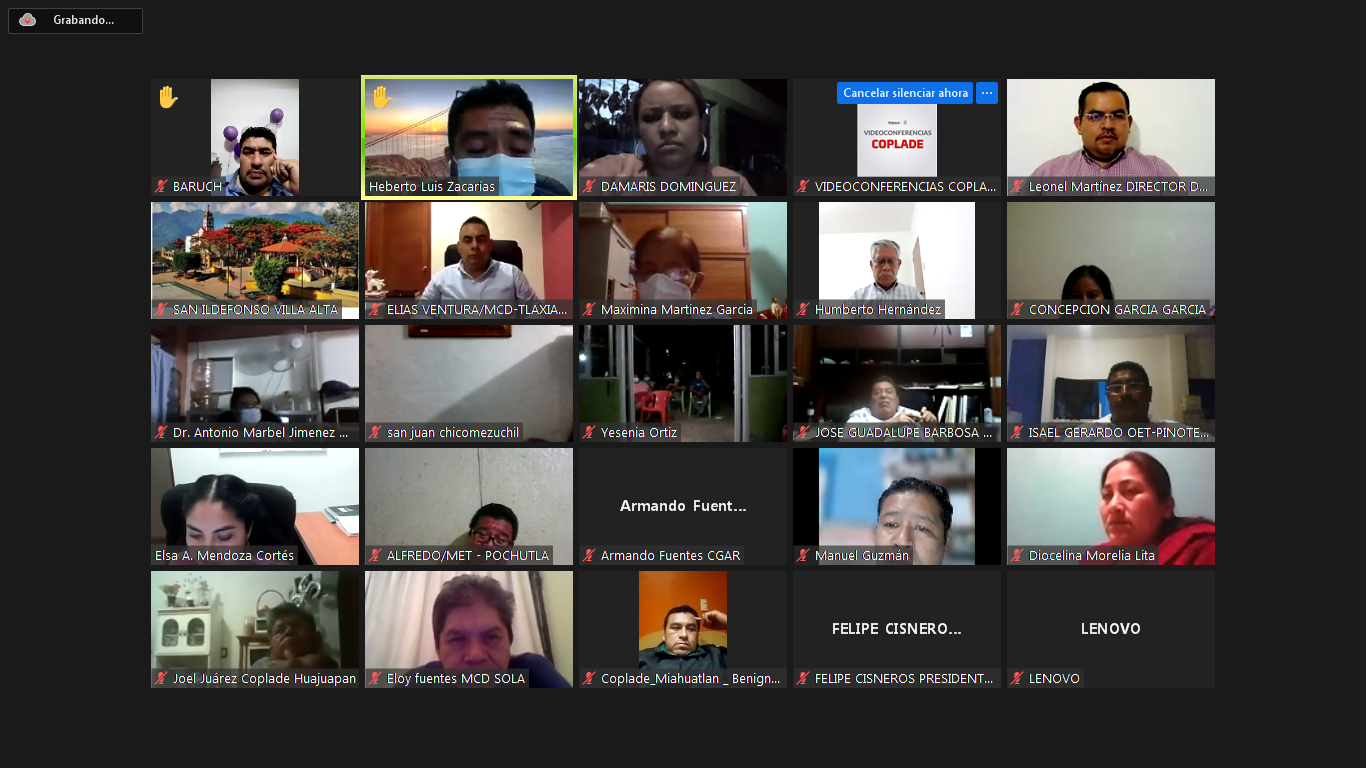 Grabando...
BARUCH
Heberto Luis Zacarías
DAMARIS DOMINGUEZ
Cancelar silenciar ahora ...
VIDEOCONFERENCIAS
COPLADE
VIDEOCONFERENCIAS COPLA...
Leonel Martínez DIRECTOR D...
SAN ILDEFONSO VILLA ALTA
ELIAS VENTURA/MCD-TLAXIA...
Maximina Martínez Garcia
Humberto Hernández
CONCEPCION GARCIA GARCIA
Dr. Antonio Marbel Jimenez ...
san juan chicomezuchil
Yesenia Ortiz
JOSE GUADALUPE BARBOSA ...
ISAEL GERARDO OET-PINOTE...
Elsa A. Mendoza Cortés
ALFREDO/MET - POCHUTLA
Armando Fuent...
Armando Fuentes CGAR
Manuel Guzmán
Diocelina Morelia Lita
Joel Juárez Coplade Huajuapan
Eloy fuentes MCD SOLA
Coplade_Miahuatlan _ Benign...
FELIPE CISNERO...
FELIPE CISNEROS PRESIDENT...
LENOVO
LENOVO